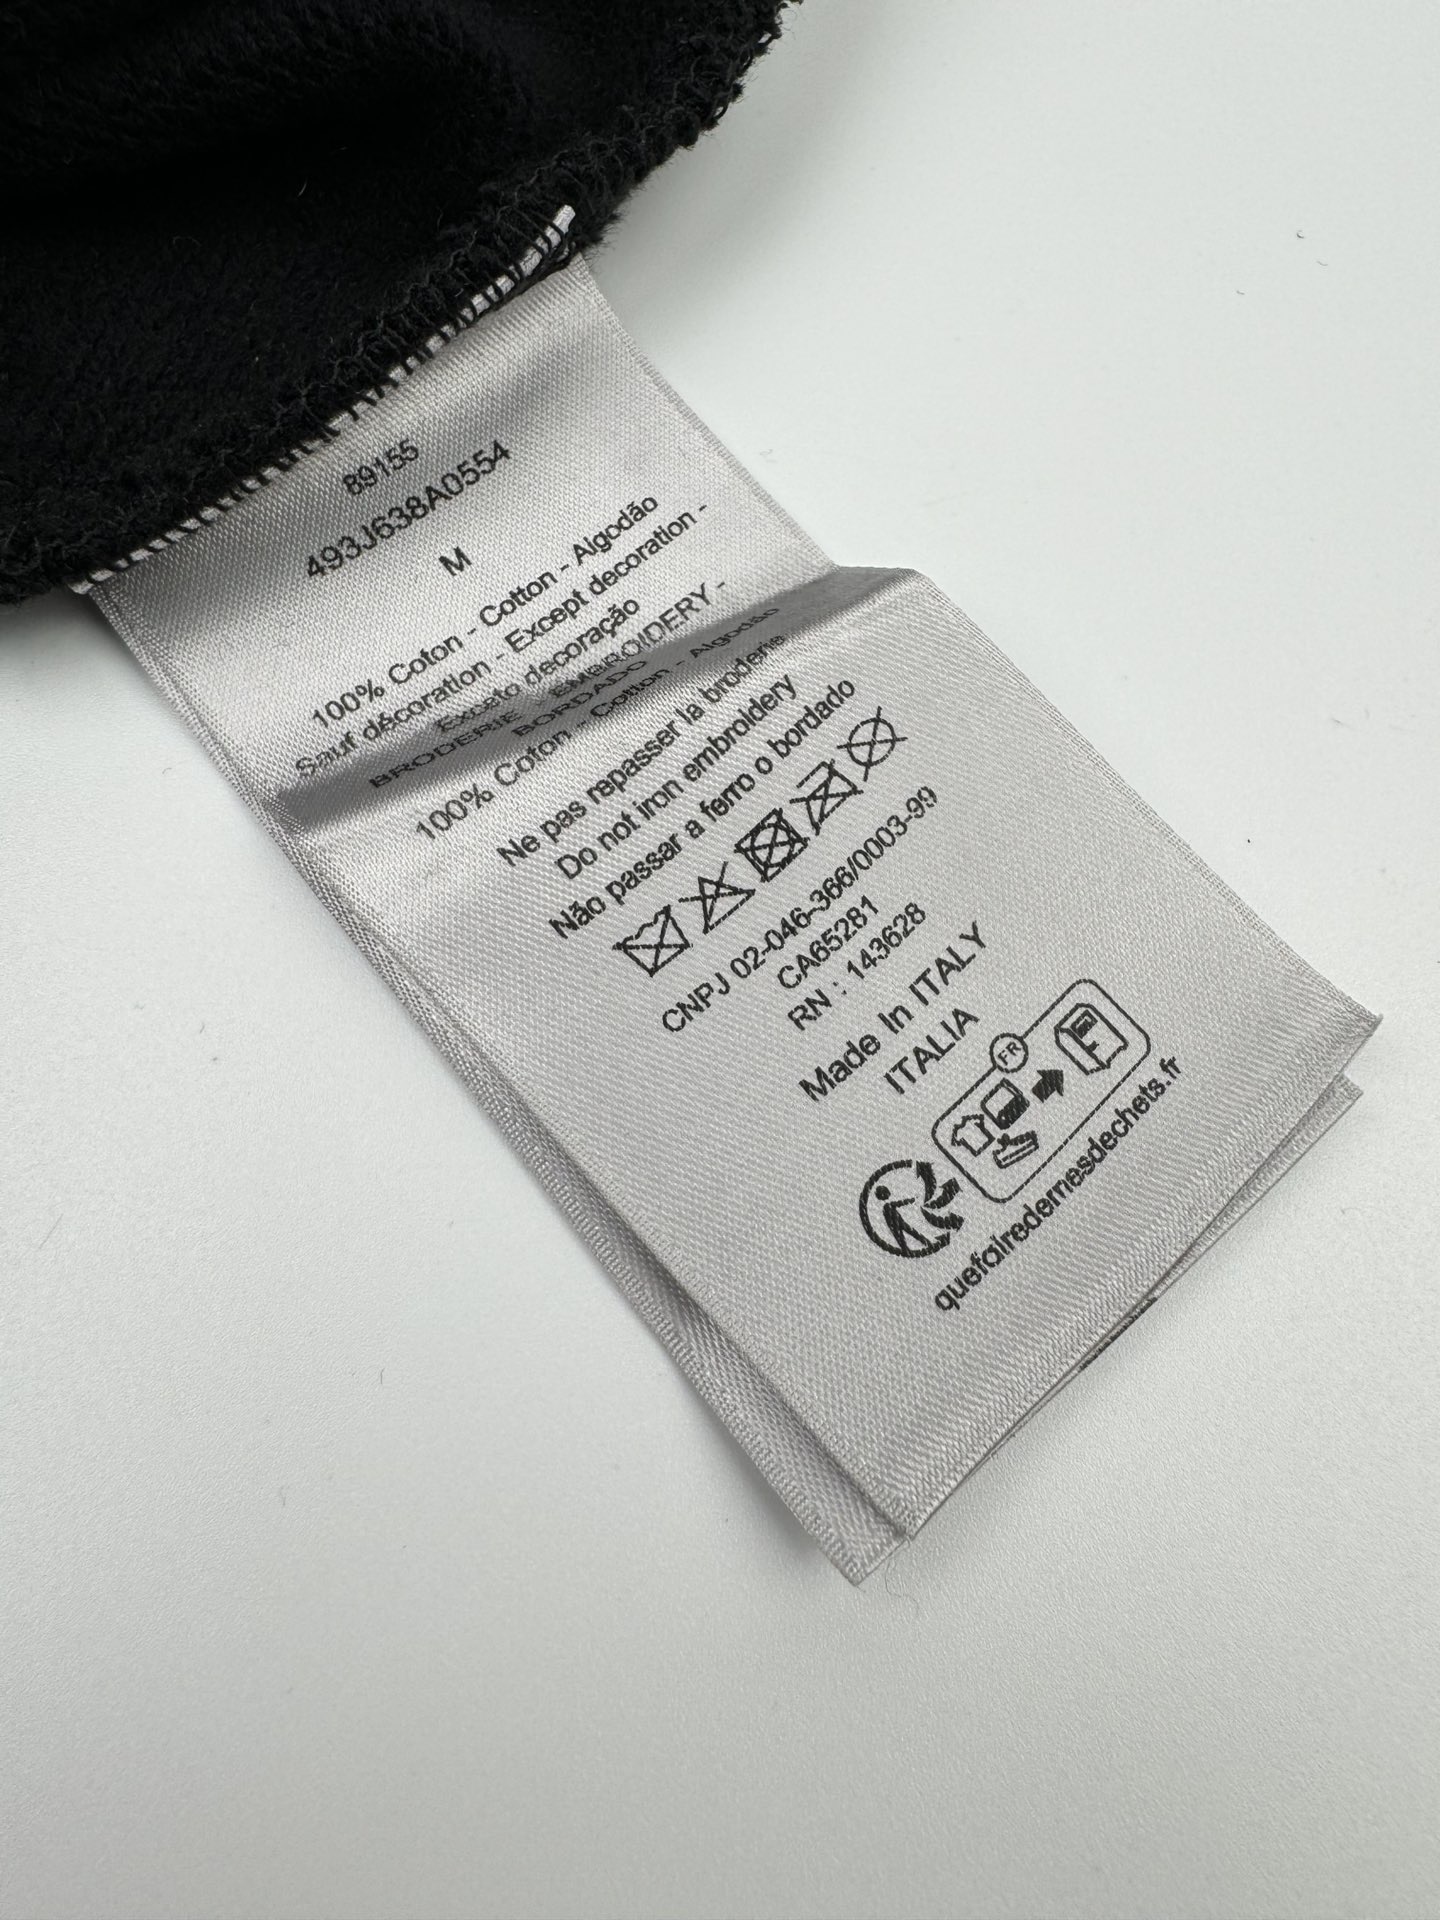 89155
493J638A0554
M
100% Coton - Cotton - Algodão
Sauf décoration - Except decoration -
Exceto decoração
BRODERIE - EMBROIDERY -
BORDADO
100% Coton - Cotton - Algodão
Ne pas repasser la broderie
Do not iron embroidery
Não passar a ferro o bordado
CNPJ 02-046-366/0003-99
CA65281
RN : 143628
Made In ITALY
ITALIA
FR
quefairedemesdechets.fr